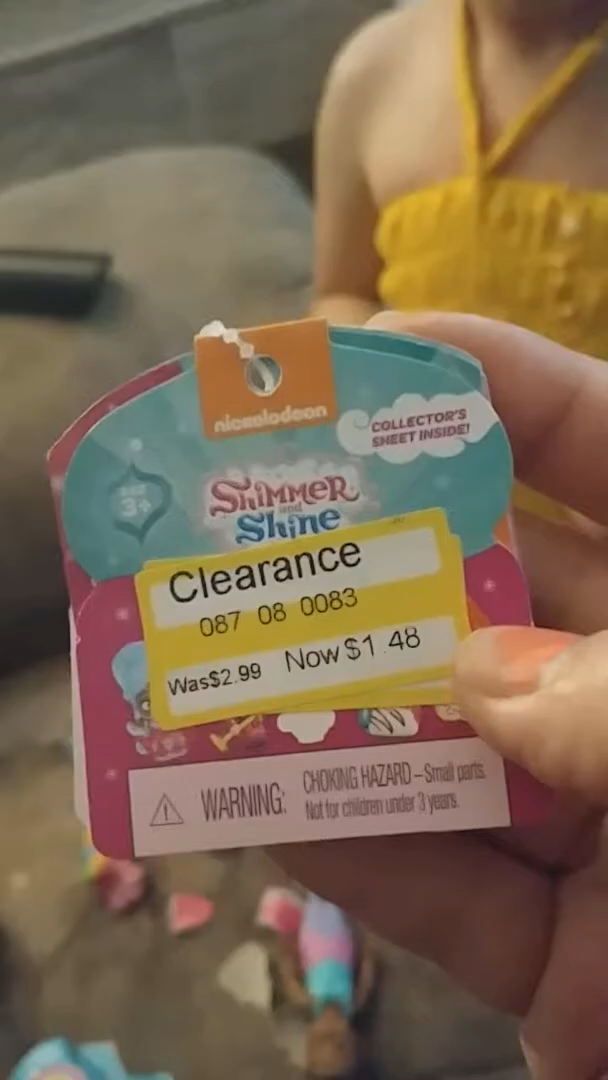 nickelodeon
COLLECTOR'S
SHEET INSIDE!
3+
Shimmer
and
Shine
Clearance
087 08 0083
Was$2.99 Now $1.48
WARNING:
CHOKING HAZARD – Small parts.
Not for children under 3 years.